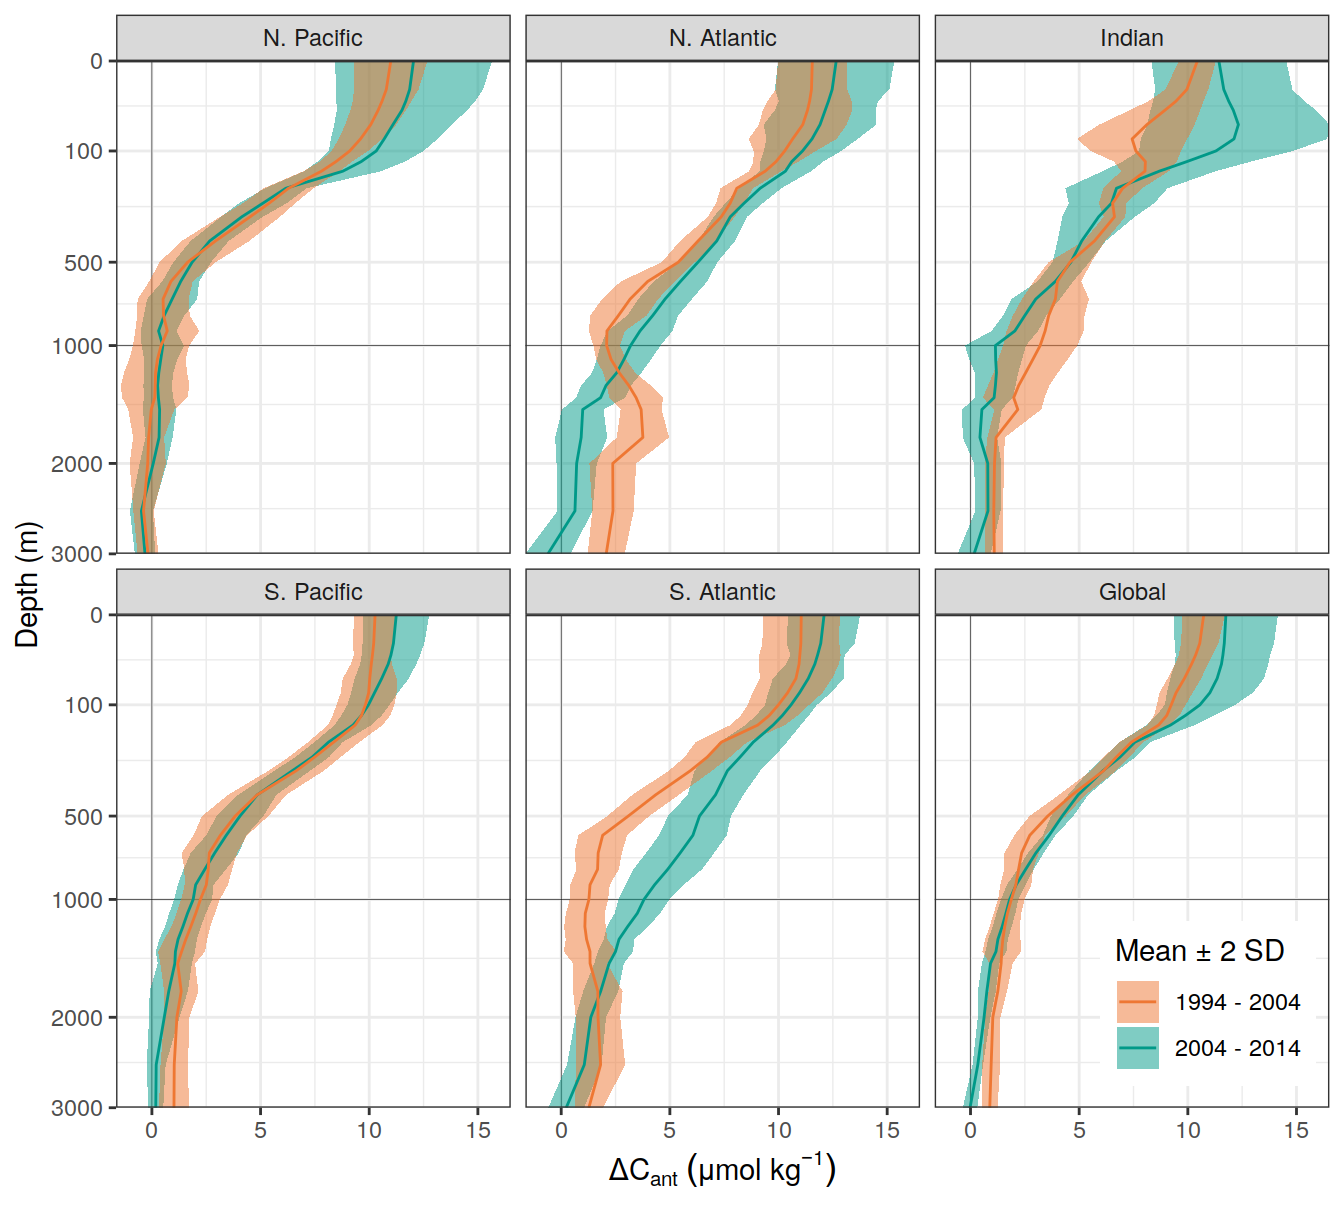 N. Pacific
N. Atlantic
Indian
0
100
500
1000
2000
3000
S. Pacific
S. Atlantic
Global
0
100
500
1000
2000
3000
Depth (m)
Mean ± 2 SD
1994 - 2004
2004 - 2014
0 5 10 15
0 5 10 15
0 5 10 15
ΔCant (μmol kg−1)